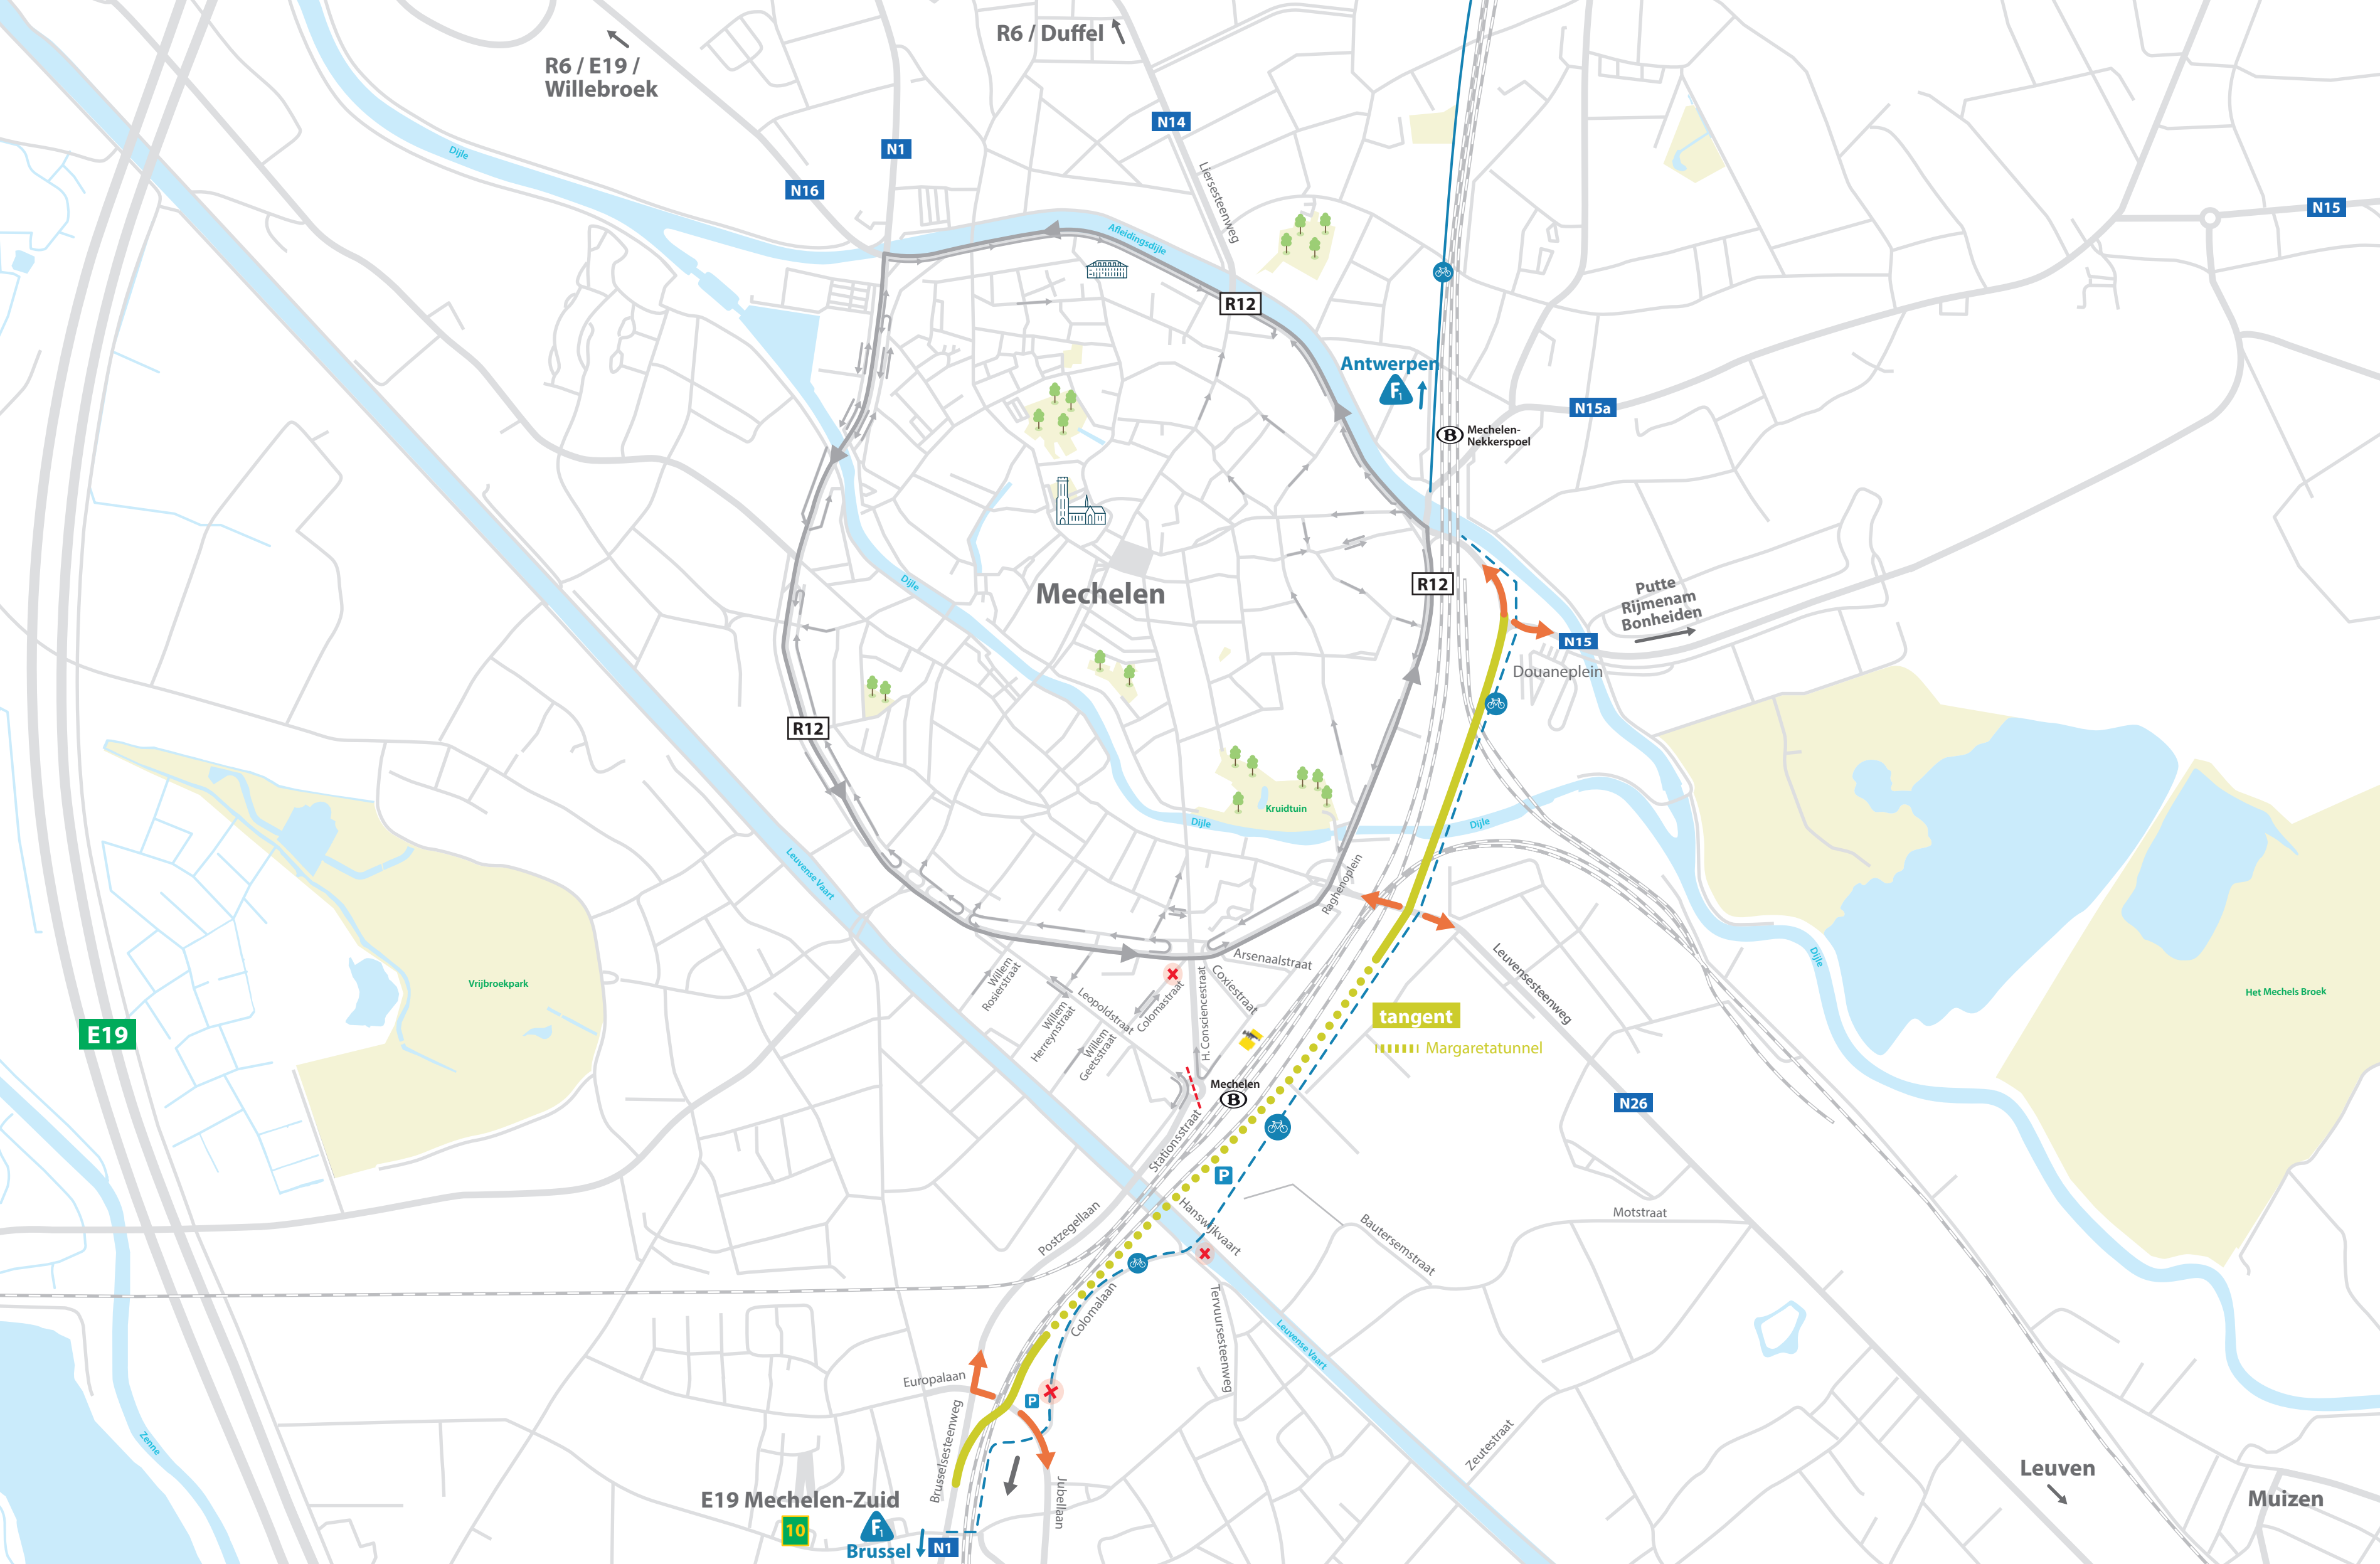 R6 / Duffel
R6 / E19 /
Willebroek
N14
N1
Dijle
N16
Liersesteenweg
N15
Afleidingsdijle
R12
Antwerpen
F1
N15a
B
Mechelen-
Nekkerspoel
Dijle
Mechelen
R12
Putte
Rijmenam
Bonheiden
N15
Douaneplein
R12
Kruidtuin
Dijle
Dijle
Leuvense Vaart
Raghenoplein
Leuvensesteenweg
Arsenaalstraat
Dijle
Vrijbroekpark
Willem
Rosierstraat
Leopoldstraat
Colomastraat
H. Consciencestraat
Coxiestraat
Het Mechels Broek
tangent
E19
Willem
Herreynstraat
Willem
Geetsstraat
Margaretatunnel
Mechelen
B
N26
Stationsstraat
P
Postzegellaan
Hanswijkvaart
Motstraat
Bautersemstraat
Colomalaan
Tervuursesteenweg
Leuvense Vaart
Europalaan
P
Brusselsesteenweg
Zenne
Zeutestraat
Jubellaan
Leuven
E19 Mechelen-Zuid
Muizen
10
F1
Brussel
N1